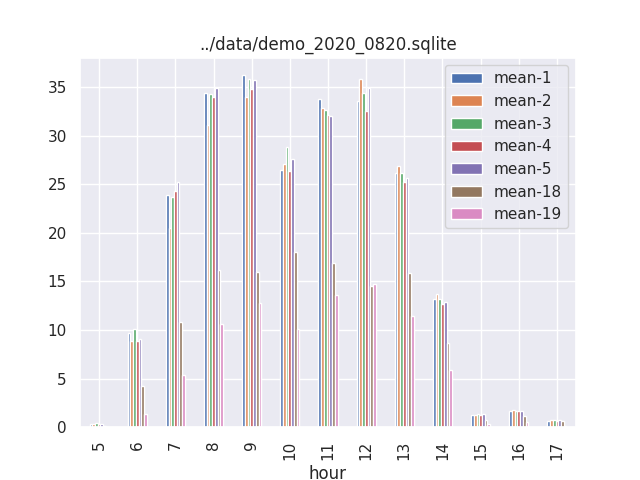 ../data/demo_2020_0820.sqlite
35
30
25
20
15
10
5
0
mean-1
mean-2
mean-3
mean-4
mean-5
mean-18
mean-19
5 6 7 8 9 10 11 12 13 14 15 16 17
hour